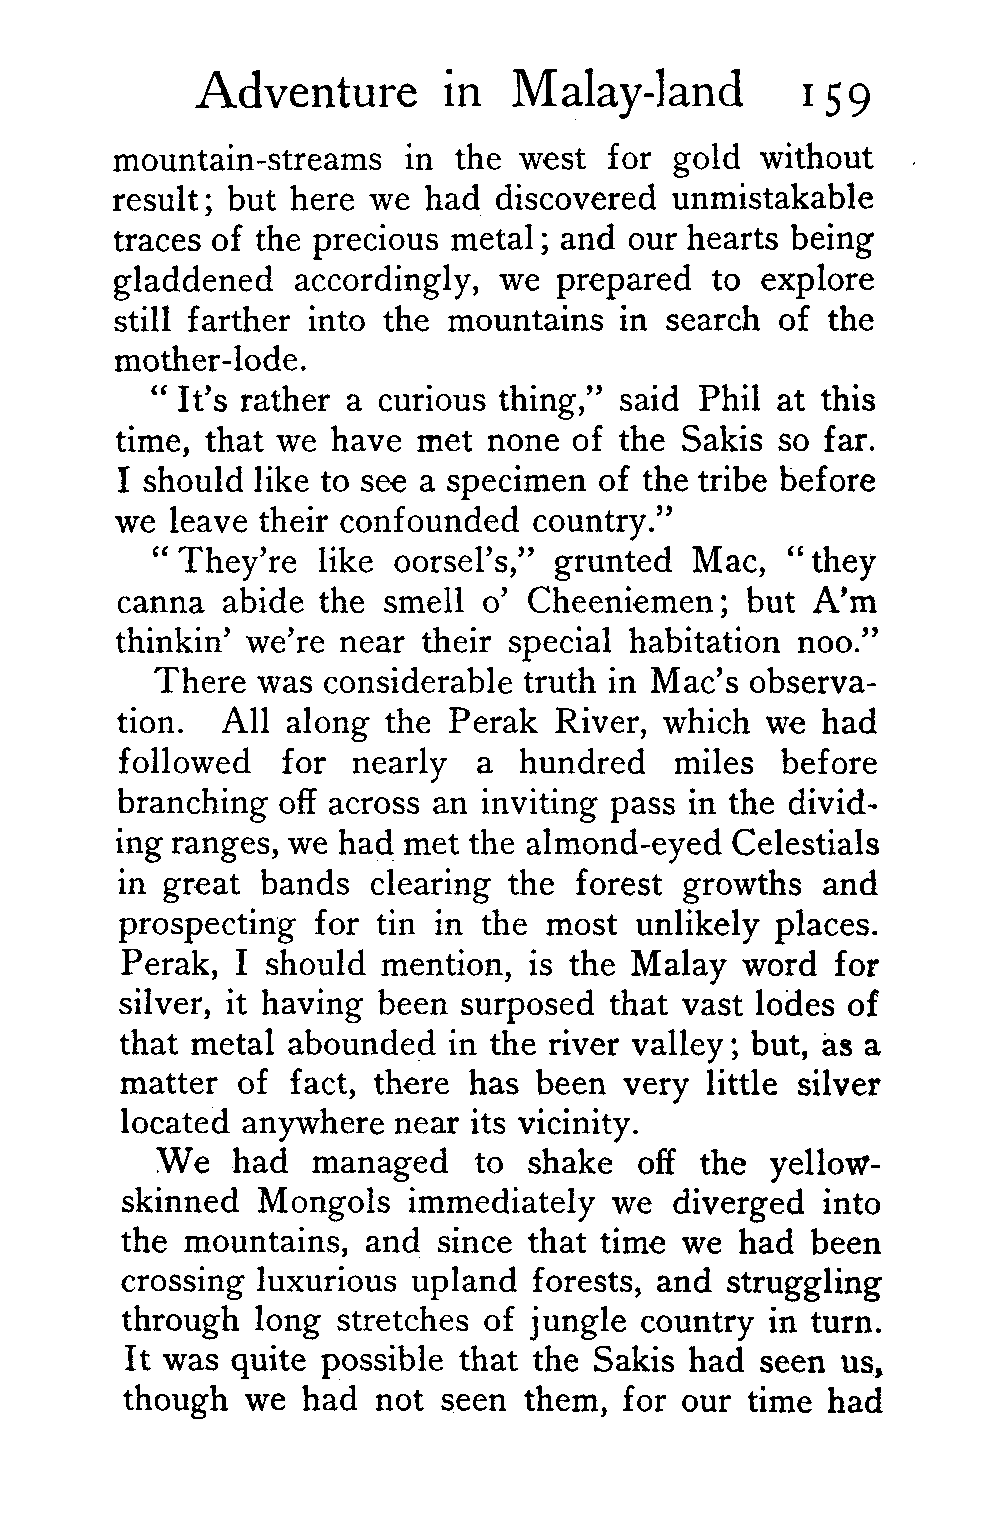 Adventure in Malay-land 159
mountain-streams in the west for gold without
result; but here we had discovered unmistakable
traces of the precious metal; and our hearts being
gladdened accordingly, we prepared to explore
still farther into the mountains in search of the
mother-lode.
“It’s rather a curious thing,” said Phil at this
time, that we have met none of the Sakis so far.
I should like to see a specimen of the tribe before
we leave their confounded country.”
“They’re like oorsel’s,” grunted Mac, “they
canna abide the smell o’ Cheeniemen; but A’m
thinkin’ we’re near their special habitation noo.”
There was considerable truth in Mac’s observa-
tion. All along the Perak River, which we had
followed for nearly a hundred miles before
branching off across an inviting pass in the divid-
ing ranges, we had met the almond-eyed Celestials
in great bands clearing the forest growths and
prospecting for tin in the most unlikely places.
Perak, I should mention, is the Malay word for
silver, it having been surposed that vast lodes of
that metal abounded in the river valley; but, as a
matter of fact, there has been very little silver
located anywhere near its vicinity.
We had managed to shake off the yellow-
skinned Mongols immediately we diverged into
the mountains, and since that time we had been
crossing luxurious upland forests, and struggling
through long stretches of jungle country in turn.
It was quite possible that the Sakis had seen us,
though we had not seen them, for our time had